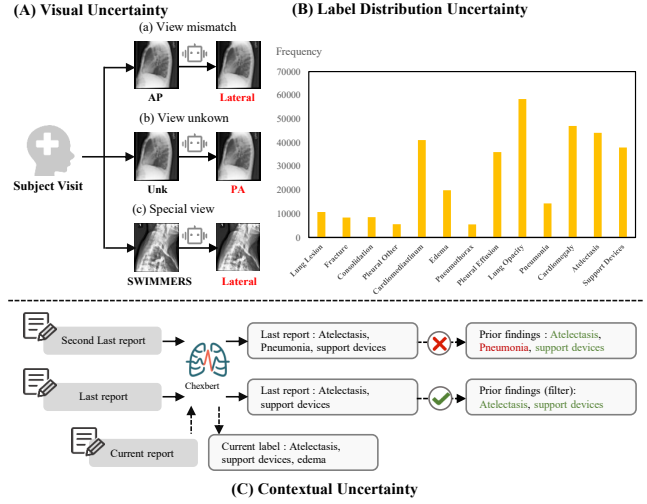 (A) Visual Uncertainty
(a) View mismatch
AP
Lateral
(b) View unkown
Subject Visit
Unk
PA
(c) Special view
SWIMMERS
Lateral
(B) Label Distribution Uncertainty
Frequency
70000
60000
50000
40000
30000
20000
10000
0
Lung Lesion
Fracture
Consolidation
Pleural Other
Cardiomediastinum
Edema
Pneumothorax
Pleural Effusion
Lung Opacity
Pneumonia
Cardiomegaly
Atelectasis
Support Devices
Second Last report
Last report : Atelectasis,
Pneumonia, support devices
Prior findings : Atelectasis,
Pneumonia, support devices
Chexbert
Last report
Last report : Atelectasis,
support devices
Prior findings (filter):
Atelectasis, support devices
Current report
Current label : Atelectasis,
support devices, edema
(C) Contextual Uncertainty